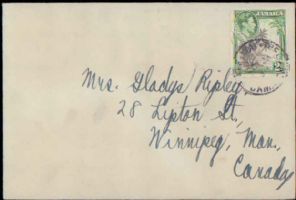 JAMAICA
Mrs. Gladys Ripley
28 Lipton St.,
Winnipeg, Man.,
Canada